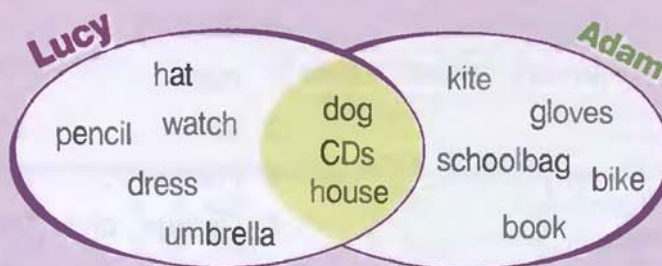 Lucy
Adam
hat
pencil
watch
dress
umbrella
dog
CDs
house
kite
gloves
schoolbag
bike
book